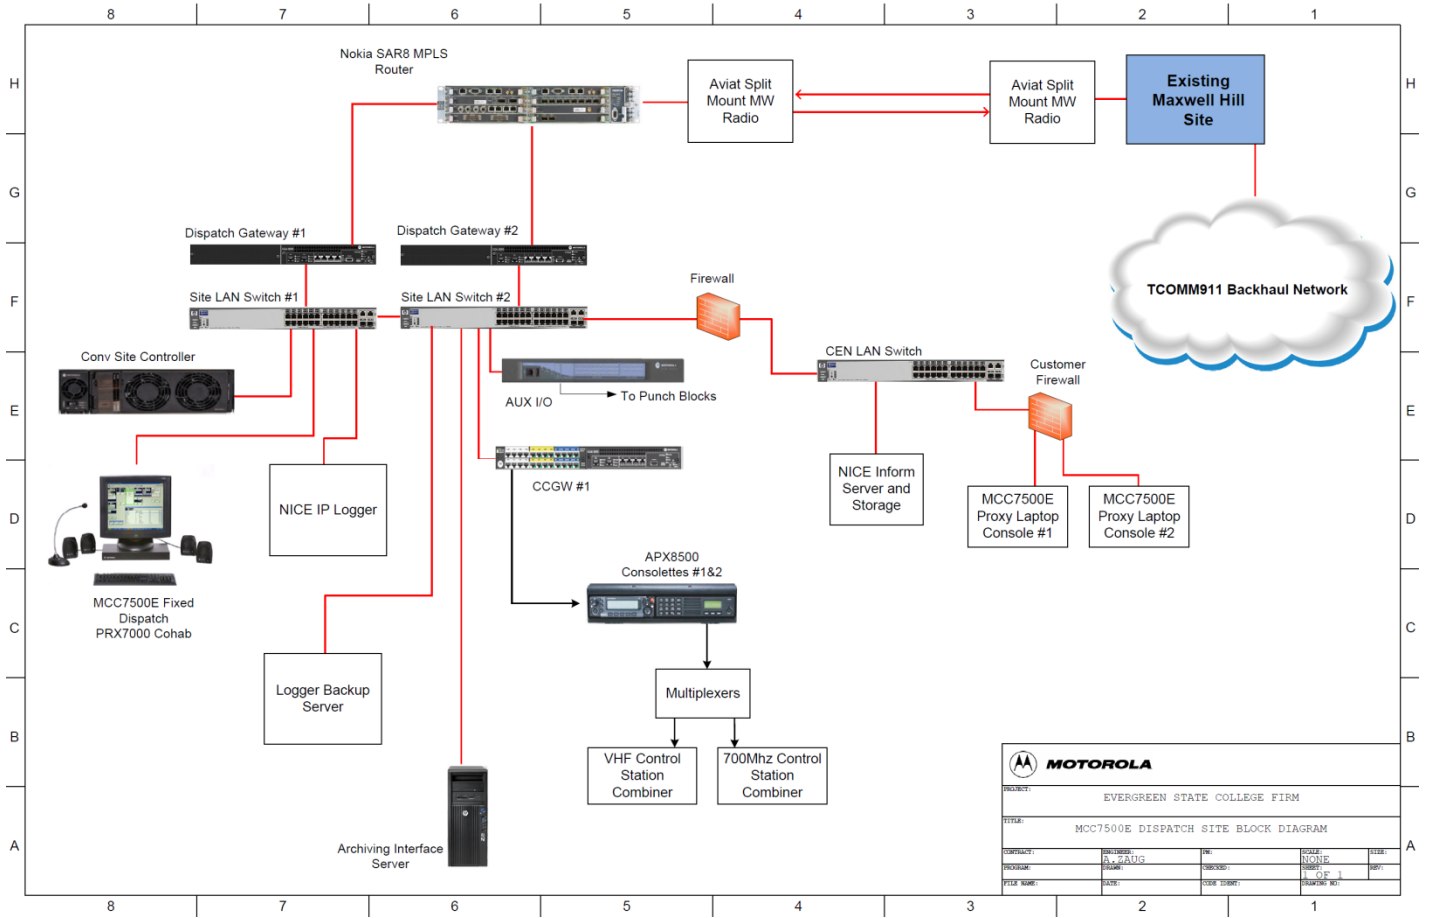 8 7 6 5 4 3 2 1
H
G
F
E
D
C
B
A
Nokia SAR8 MPLS
Router
Aviat Split
Mount MW
Radio
Aviat Split
Mount MW
Radio
Existing
Maxwell Hill
Site
H
G
F
E
D
C
B
A
Dispatch Gateway #1
Dispatch Gateway #2
TCOMM911 Backhaul Network
Firewall
Site LAN Switch #1
Site LAN Switch #2
CEN LAN Switch
Customer
Firewall
Conv Site Controller
AUX I/O
To Punch Blocks
CCGW #1
NICE IP Logger
NICE Inform
Server and
Storage
MCC7500E
Proxy Laptop
Console #1
MCC7500E
Proxy Laptop
Console #2
MCC7500E Fixed
Dispatch
PRX7000 Cohab
APX8500
Consolettes #1&2
Logger Backup
Server
Multiplexers
VHF Control
Station
Combiner
700Mhz Control
Station
Combiner
Archiving Interface
Server
MOTOROLA
PROJECT:
EVERGREEN STATE COLLEGE FIRM
TITLE:
MCC7500E DISPATCH SITE BLOCK DIAGRAM
CONTRACT: ENGINEER: A.ZAUG PM: SCALE: NONE SIZE:
PROGRAM: DRAWN: CHECKED: SHEET: 1 OF 1 REV:
FILE NAME: DATE: CODE IDENT: DRAWING NO:
8 7 6 5 4 3 2 1